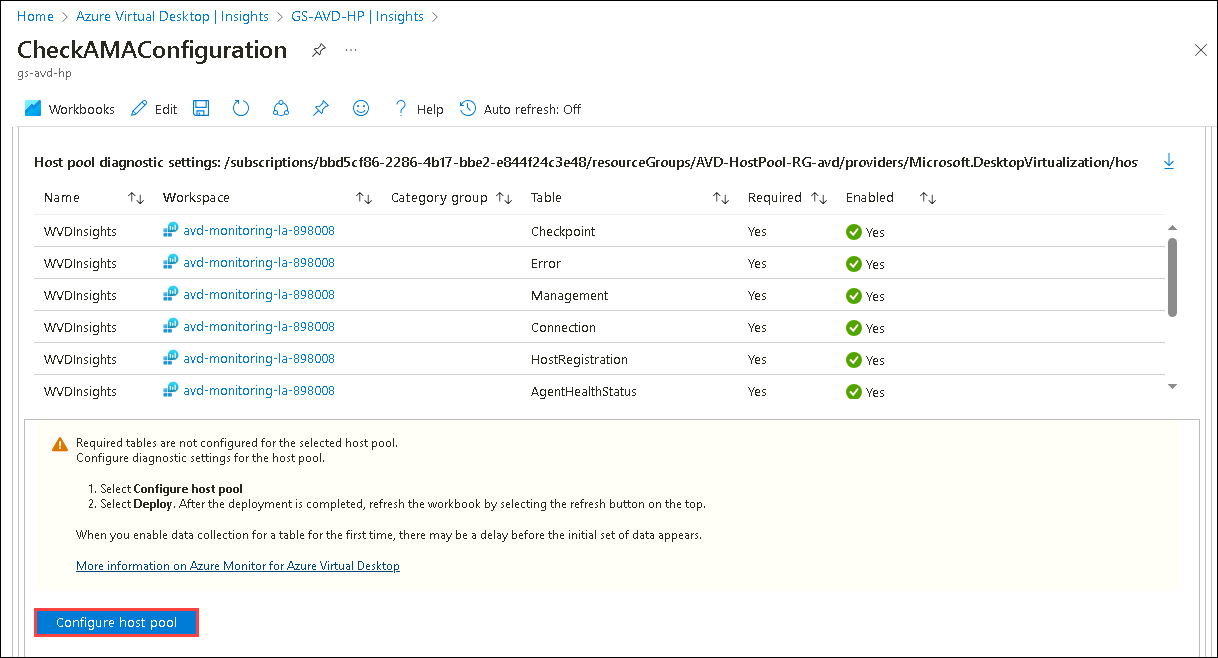 Home > Azure Virtual Desktop | Insights > GS-AVD-HP | Insights >
CheckAMAConfiguration
gs-avd-hp
Workbooks Edit ? Help Auto refresh: Off
Host pool diagnostic settings: /subscriptions/bbd5cf86-2286-4b17-bbe2-e844f24c3e48/resourceGroups/AVD-HostPool-RG-avd/providers/Microsoft.DesktopVirtualization/hos
Name Workspace Category group Table Required Enabled
WVDInsights avd-monitoring-la-898008 Checkpoint Yes Yes
WVDInsights avd-monitoring-la-898008 Error Yes Yes
WVDInsights avd-monitoring-la-898008 Management Yes Yes
WVDInsights avd-monitoring-la-898008 Connection Yes Yes
WVDInsights avd-monitoring-la-898008 HostRegistration Yes Yes
WVDInsights avd-monitoring-la-898008 AgentHealthStatus Yes Yes
Required tables are not configured for the selected host pool.
Configure diagnostic settings for the host pool.
1. Select Configure host pool
2. Select Deploy. After the deployment is completed, refresh the workbook by selecting the refresh button on the top.
When you enable data collection for a table for the first time, there may be a delay before the initial set of data appears.
More information on Azure Monitor for Azure Virtual Desktop
Configure host pool